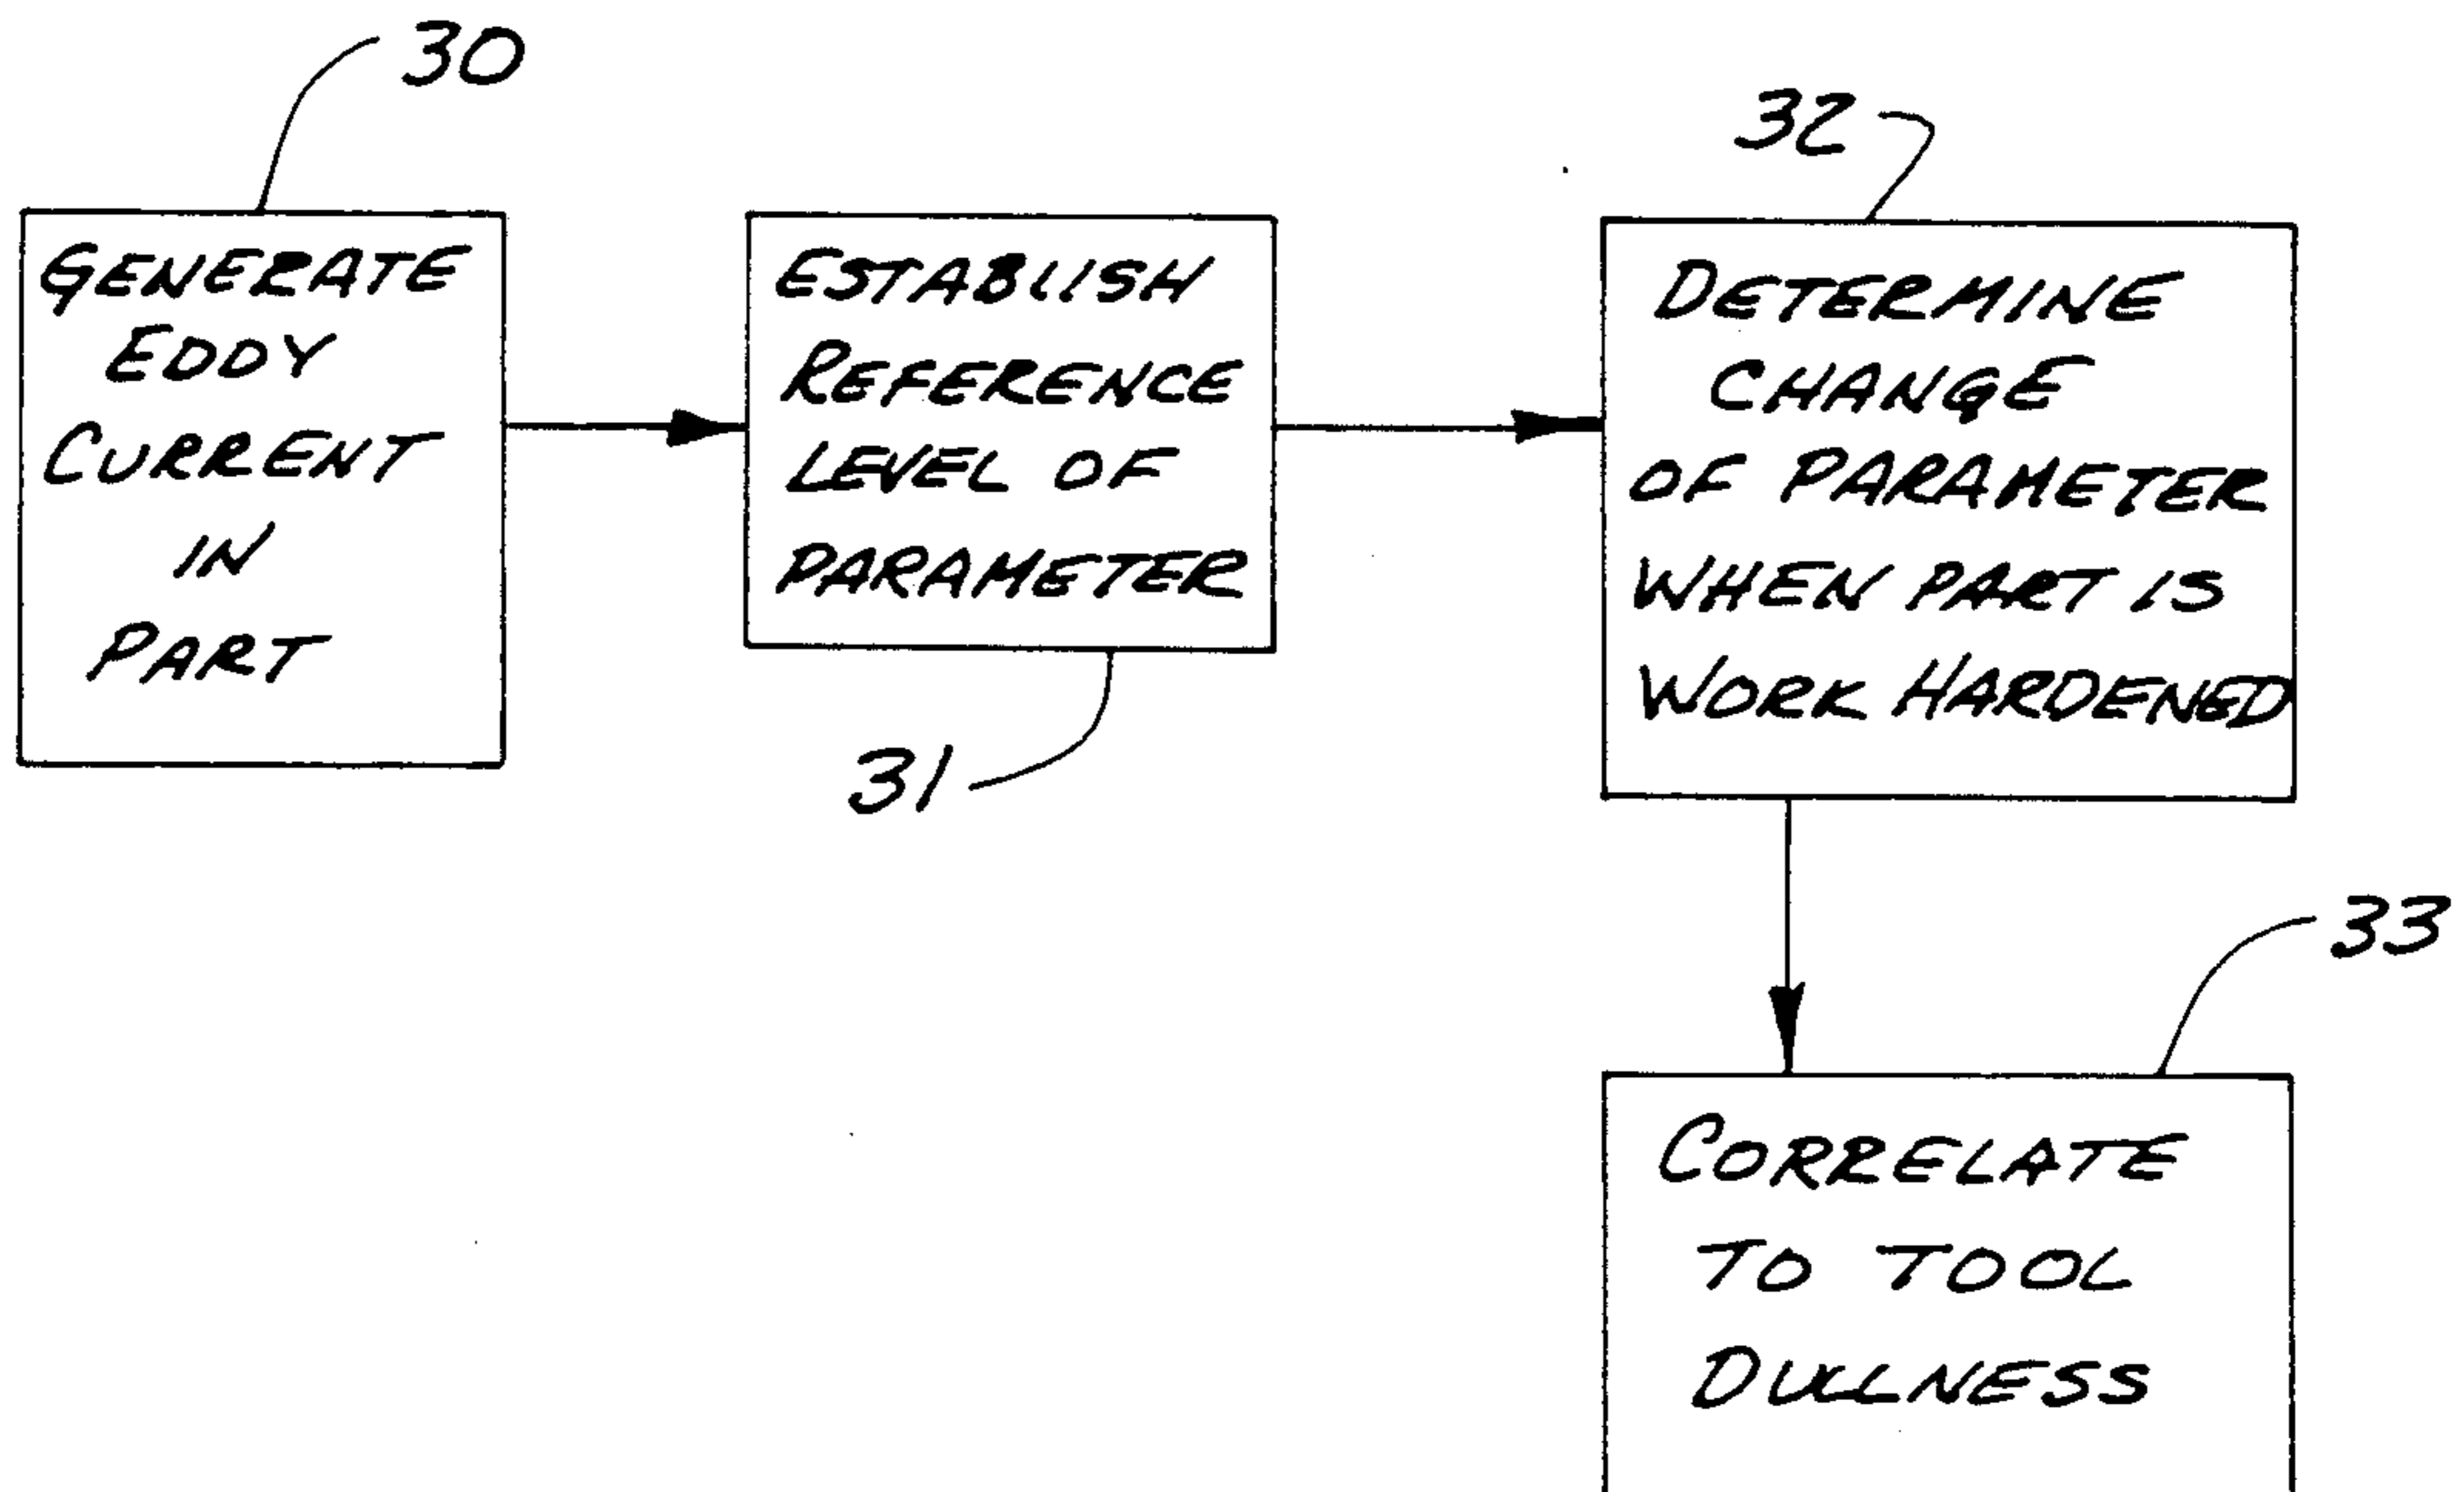 30
GENERATE
EDDY
CURRENT
IN
PART
ESTABLISH
REFERENCE
LEVEL OF
PARAMETER
31
32
DETERMINE
CHANGE
OF PARAMETER
WHEN PART IS
WORK HARDENED
33
CORRELATE
TO TOOL
DULLNESS